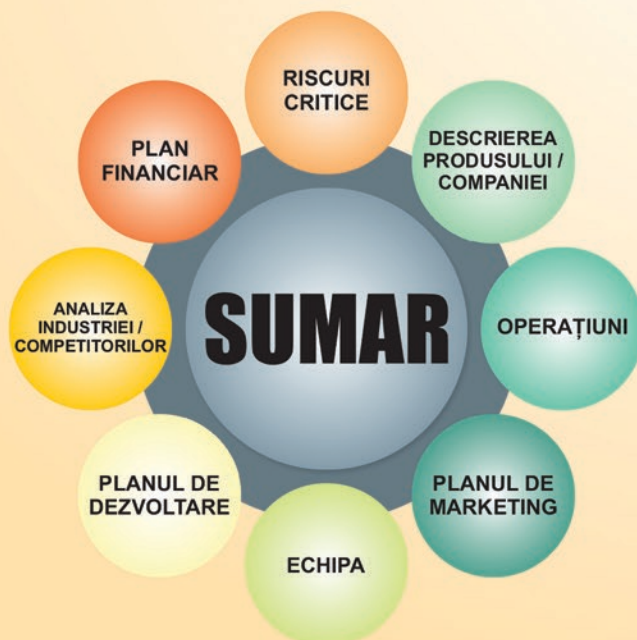 RISCURI
CRITICE
DESCRIEREA
PRODUSULUI /
COMPANIEI
OPERAȚIUNI
PLANUL DE
MARKETING
ECHIPA
PLANUL DE
DEZVOLTARE
ANALIZA
INDUSTRIEI /
COMPETITORILOR
PLAN
FINANCIAR
SUMAR